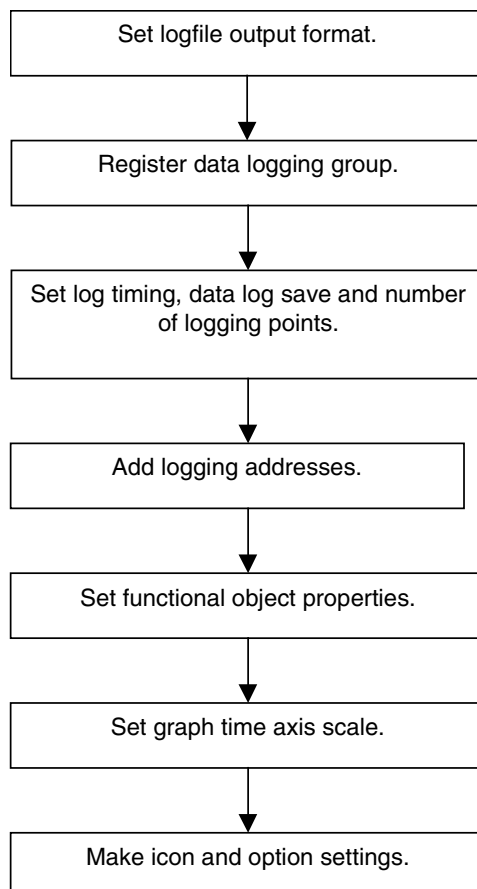 Set logfile output format.
Register data logging group.
Set log timing, data log save and number
of logging points.
Add logging addresses.
Set functional object properties.
Set graph time axis scale.
Make icon and option settings.